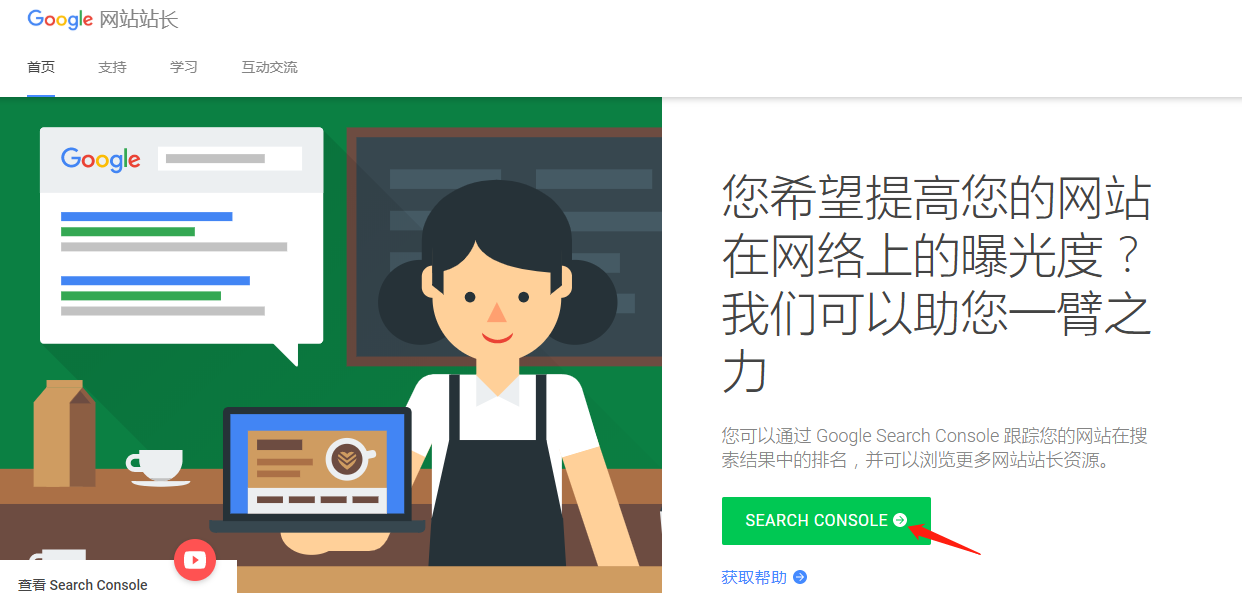 Google 网站站长
首页 支持 学习 互动交流
Google
您希望提高您的网站
在网络上的曝光度？
我们可以助您一臂之
力
您可以通过 Google Search Console 跟踪您的网站在搜
索结果中的排名，并可以浏览更多网站站长资源。
SEARCH CONSOLE
获取帮助
查看 Search Console